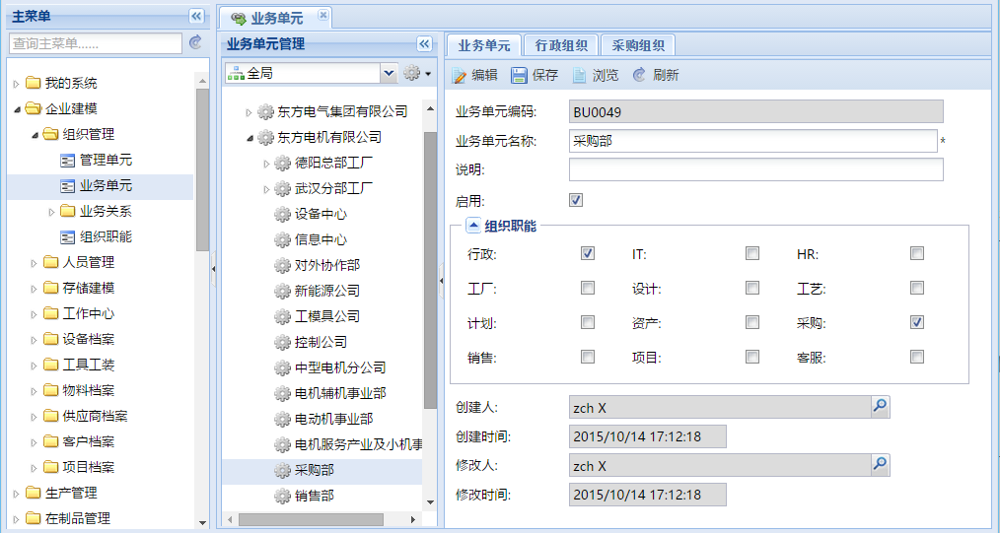 主菜单
查询主菜单......
我的系统
企业建模
组织管理
管理单元
业务单元
业务关系
组织职能
人员管理
存储建模
工作中心
设备档案
工具工装
物料档案
供应商档案
客户档案
项目档案
生产管理
在制品管理
业务单元
业务单元管理
全局
东方电气集团有限公司
东方电机有限公司
德阳总部工厂
武汉分部工厂
设备中心
信息中心
对外协作部
新能源公司
工模具公司
控制公司
中型电机分公司
电机辅机事业部
电动机事业部
电机服务产业及小机事
采购部
销售部
业务单元 行政组织 采购组织
编辑 保存 浏览 刷新
业务单元编码: BU0049
业务单元名称: 采购部 *
说明:
启用:
组织职能
行政: IT: HR:
工厂: 设计: 工艺:
计划: 资产: 采购:
销售: 项目: 客服:
创建人: zch X
创建时间: 2015/10/14 17:12:18
修改人: zch X
修改时间: 2015/10/14 17:12:18